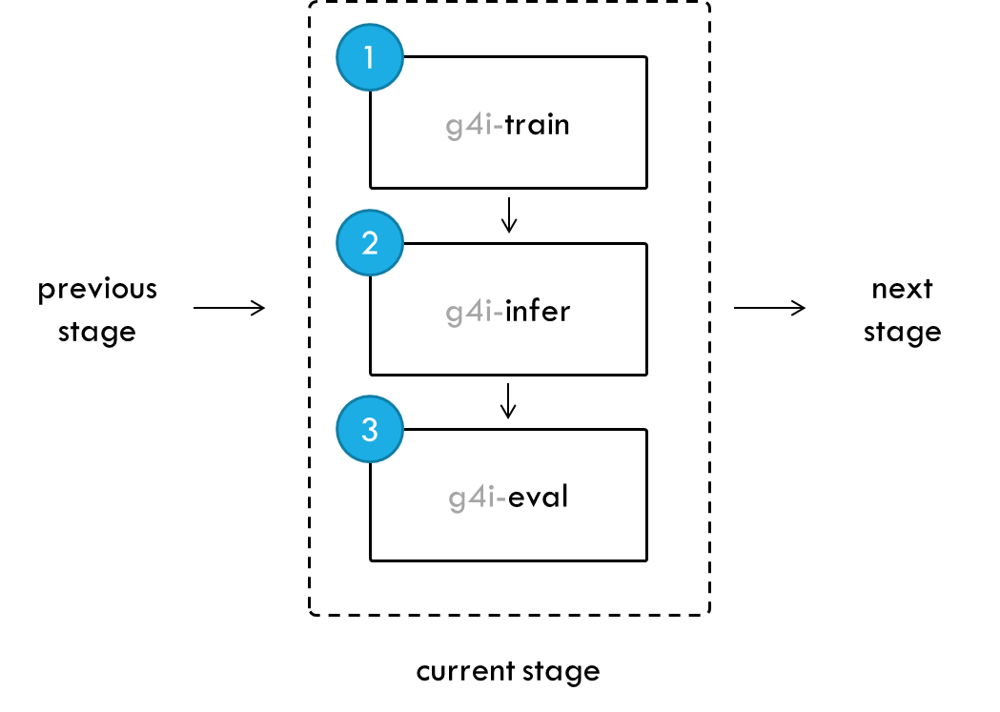 1
g4i-train
2
g4i-infer
previous
stage
next
stage
3
g4i-eval
current stage